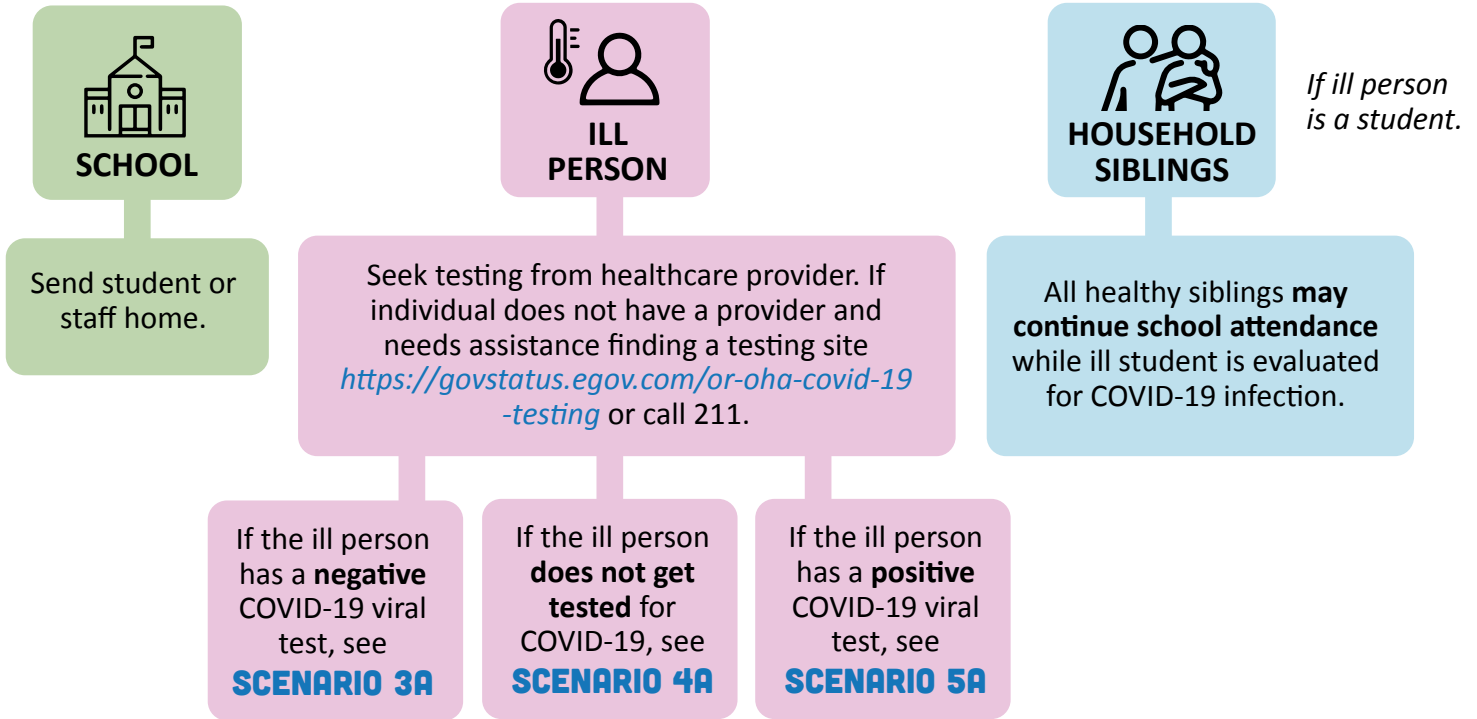 SCHOOL
Send student or
staff home.
ILL
PERSON
Seek testing from healthcare provider. If
individual does not have a provider and
needs assistance finding a testing site
https://govstatus.egov.com/or-oha-covid-19
-testing or call 211.
If the ill person
has a negative
COVID-19 viral
test, see
SCENARIO 3A
If the ill person
does not get
tested for
COVID-19, see
SCENARIO 4A
If the ill person
has a positive
COVID-19 viral
test, see
SCENARIO 5A
HOUSEHOLD
SIBLINGS
If ill person
is a student.
All healthy siblings may
continue school attendance
while ill student is evaluated
for COVID-19 infection.